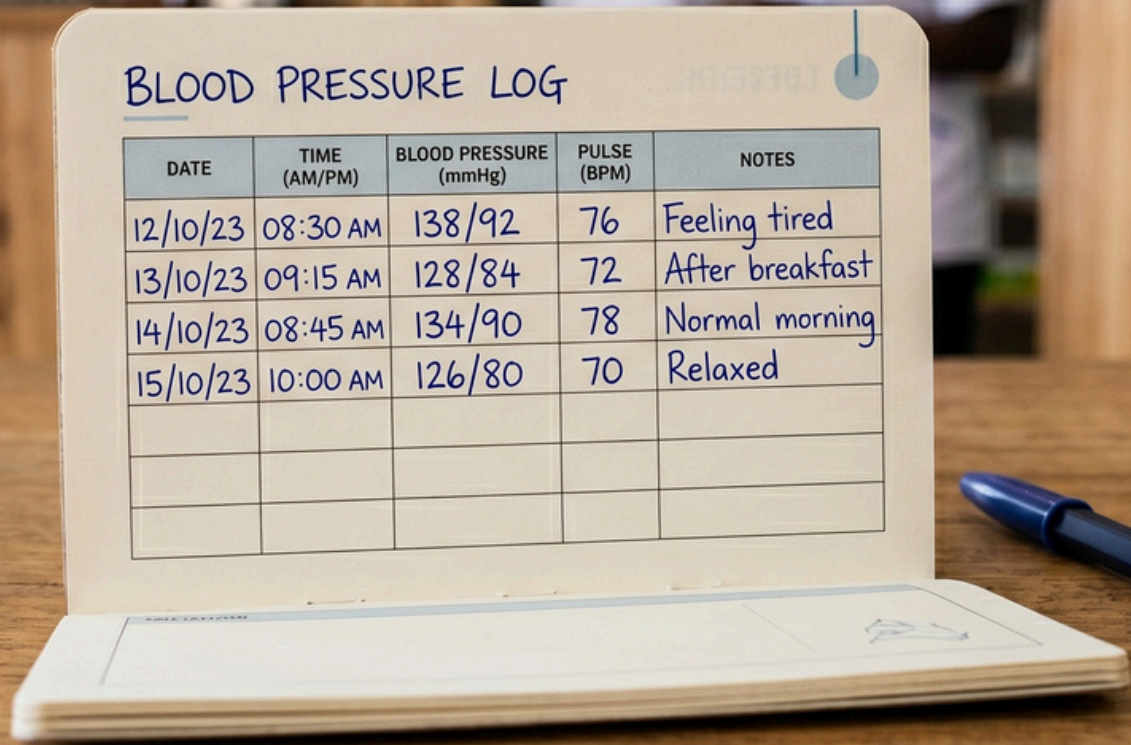 BLOOD PRESSURE LOG
DATE TIME (AM/PM) BLOOD PRESSURE (mmHg) PULSE (BPM) NOTES
12/10/23 08:30 AM 138/92 76 Feeling tired
13/10/23 09:15 AM 128/84 72 After breakfast
14/10/23 08:45 AM 134/90 78 Normal morning
15/10/23 10:00 AM 126/80 70 Relaxed